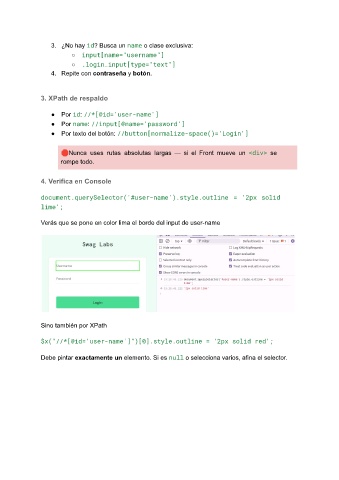 3. ¿No hay id? Busca un name o clase exclusiva:
○ input[name="username"]
○ .login.input[type="text"]
4. Repite con contraseña y botón.
3. XPath de respaldo
● Por id: //*[@id='user-name']
● Por name: //input[@name='password']
● Por texto del botón: //button[normalize-space()='Login']
🔴Nunca uses rutas absolutas largas — si el Front mueve un <div> se
rompe todo.
4. Verifica en Console
document.querySelector('#user-name').style.outline = '2px solid
lime';
Verás que se pone en color lima el borde del input de user-name
Swag Labs
Username
Password
Login
Sino también por XPath
$x("//*[@id='user-name']")[0].style.outline = '2px solid red';
Debe pintar exactamente un elemento. Si es null o selecciona varios, afina el selector.